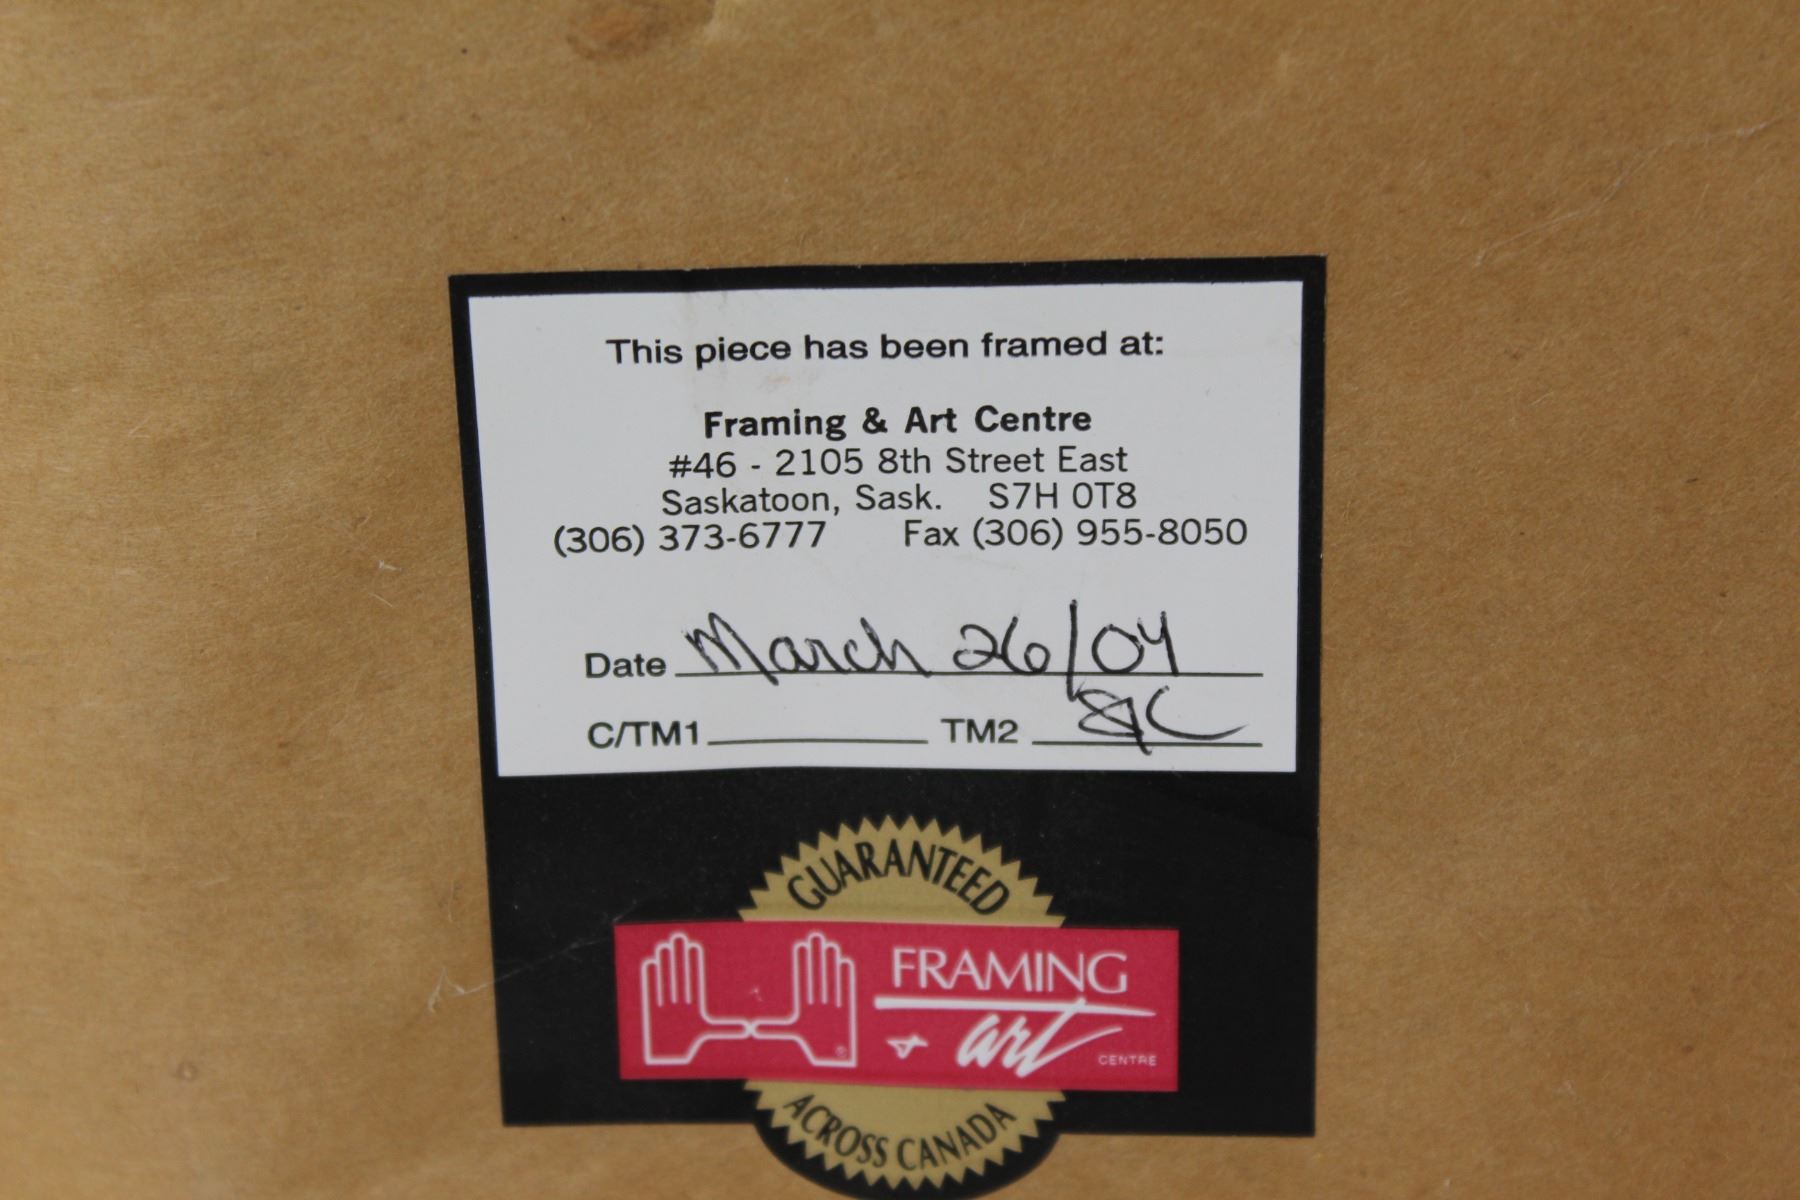 This piece has been framed at:
Framing & Art Centre
#46 - 2105 8th Street East
Saskatoon, Sask. S7H 0T8
(306) 373-6777 Fax (306) 955-8050
Date March 26/04
C/TM1 TM2
GUARANTEED
FRAMING
& art
CENTRE
ACROSS CANADA